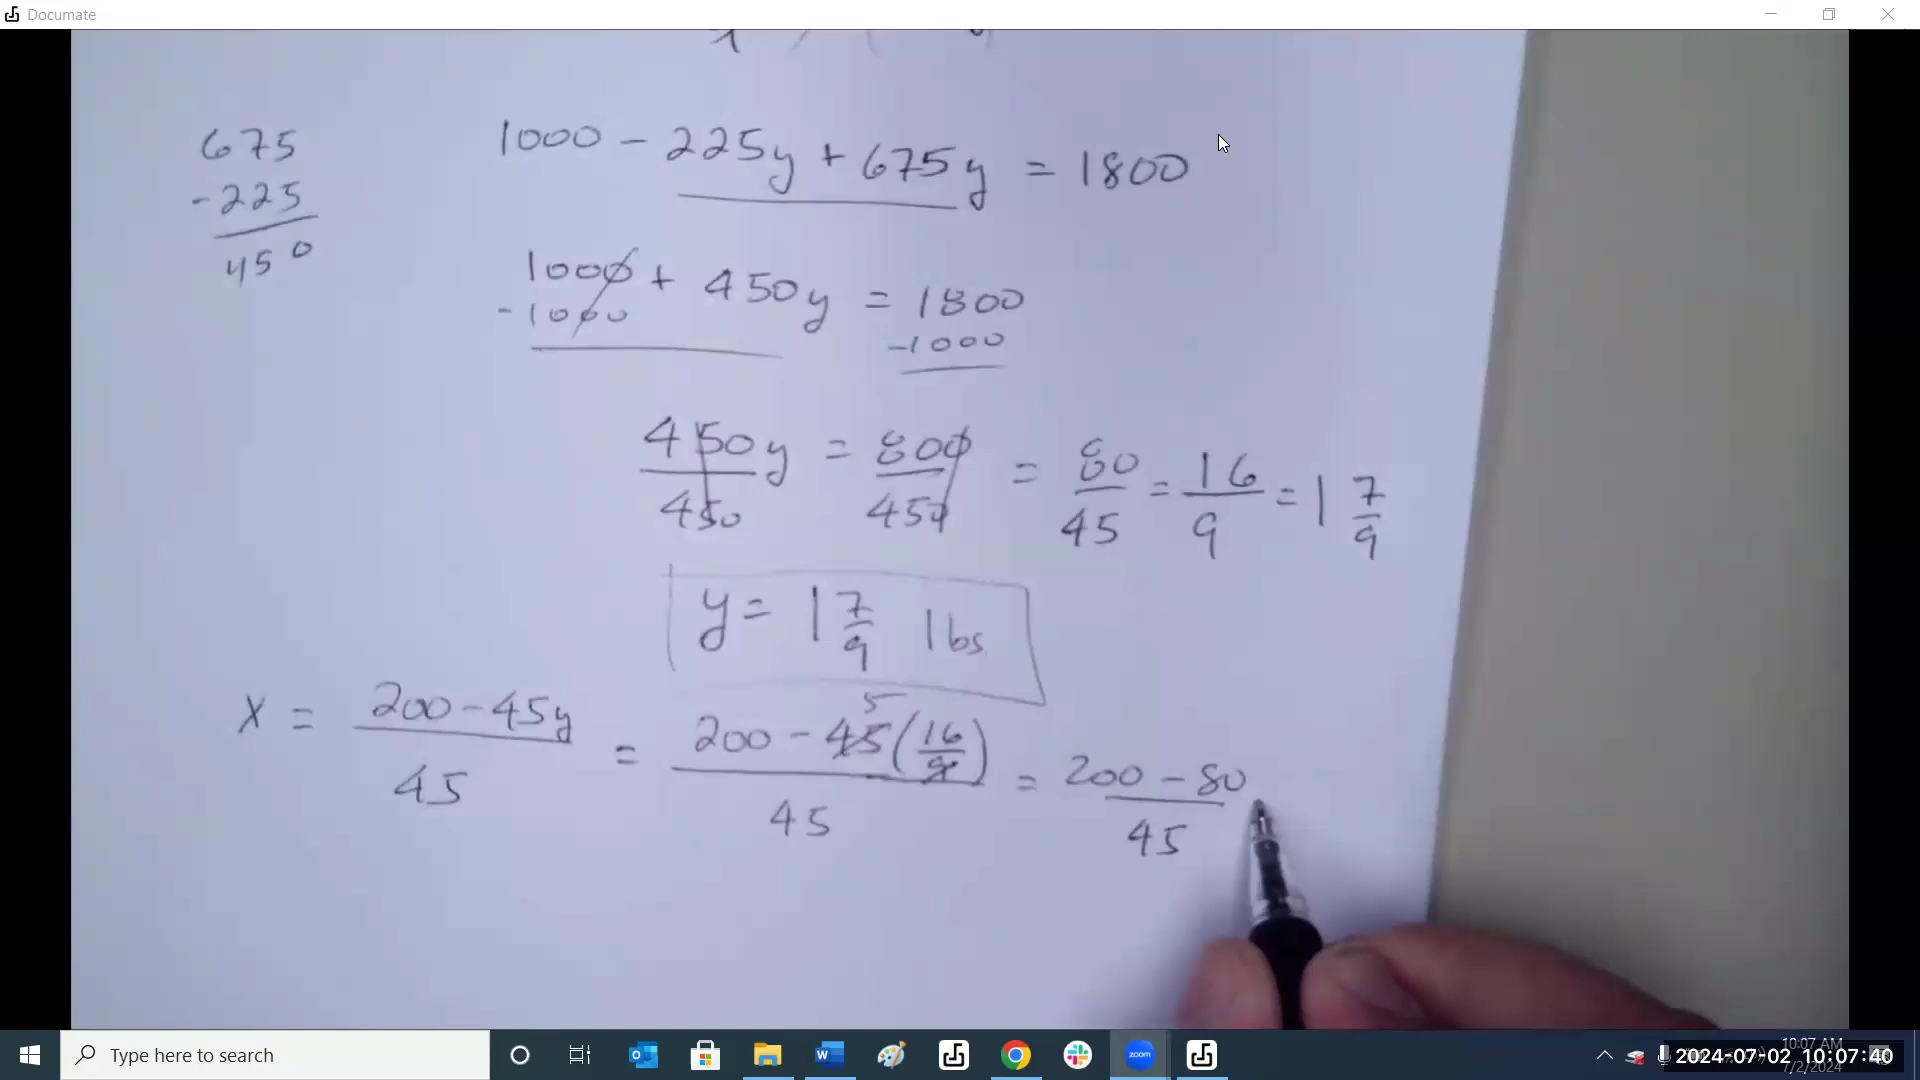 Documate
675
-225
450
1000 - 225y + 675y = 1800
1000 + 450y = 1800
-1000
-1000
450y/450 = 800/450 = 80/45 = 16/9 = 1 7/9
y = 1 7/9 lbs
5
x = 200-45y/45 = 200-45(16/9)/45 = 200-80/45
Type here to search
zoom
10:07 AM
7/2/2024
2024-07-02 10:07:40